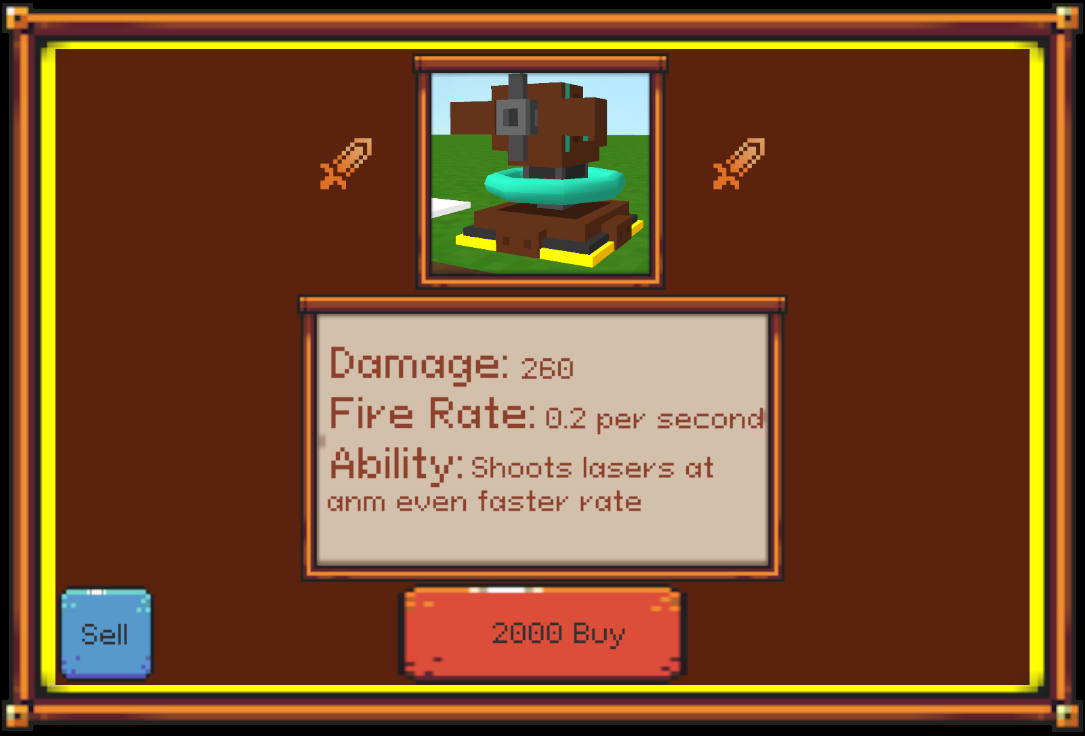 Damage: 260
Fire Rate: 0.2 per second
Ability: Shoots lasers at
anm even faster rate
Sell
2000 Buy